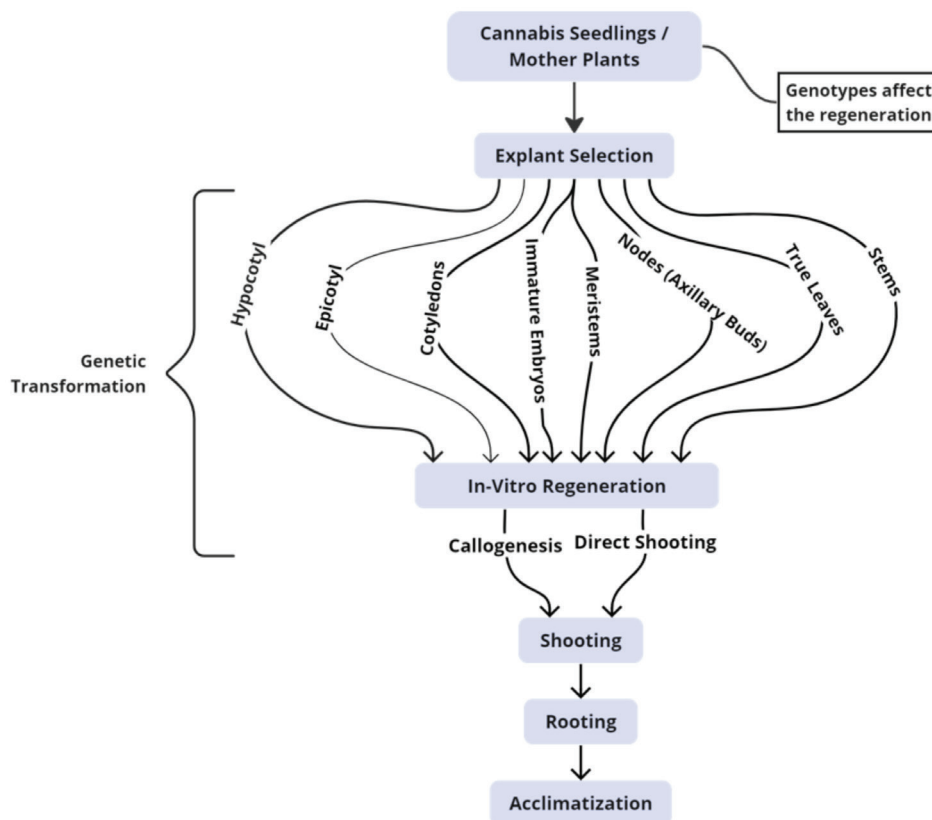 Cannabis Seedlings /
Mother Plants
Genotypes affect
the regeneration
Explant Selection
Hypocotyl
Epicotyl
Cotyledons
Immature Embryos
Meristems
Nodes (Axillary Buds)
True Leaves
Stems
Genetic
Transformation
In-Vitro Regeneration
Callogenesis
Direct Shooting
Shooting
Rooting
Acclimatization